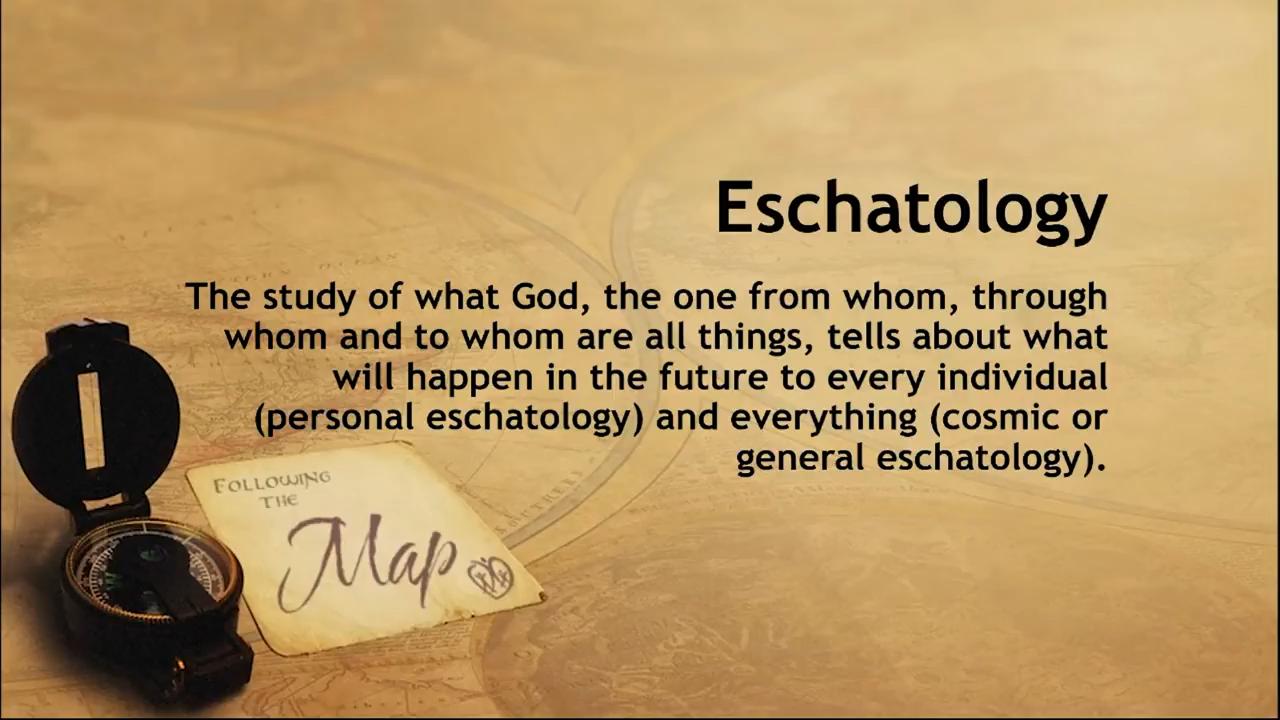 Eschatology
The study of what God, the one from whom, through
whom and to whom are all things, tells about what
will happen in the future to every individual
(personal eschatology) and everything (cosmic or
general eschatology).
Following
the
Map